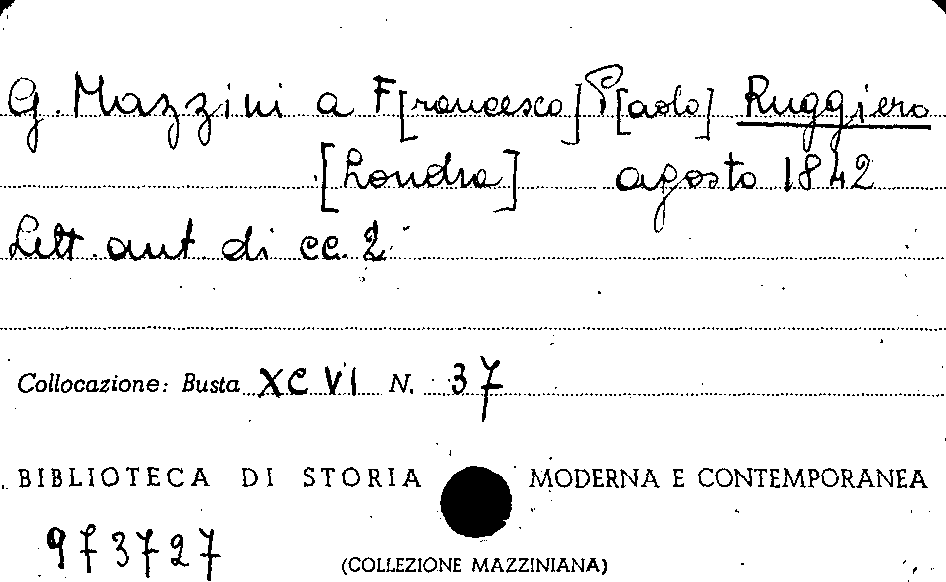 G. Mazzini a F[rancesco] P[aolo] Ruggiero
[Londra] agosto 1842
Lett. aut. di cc. 2
Collocazione: Busta XCVI N. 37
BIBLIOTECA DI STORIA MODERNA E CONTEMPORANEA
973727
(COLLEZIONE MAZZINIANA)